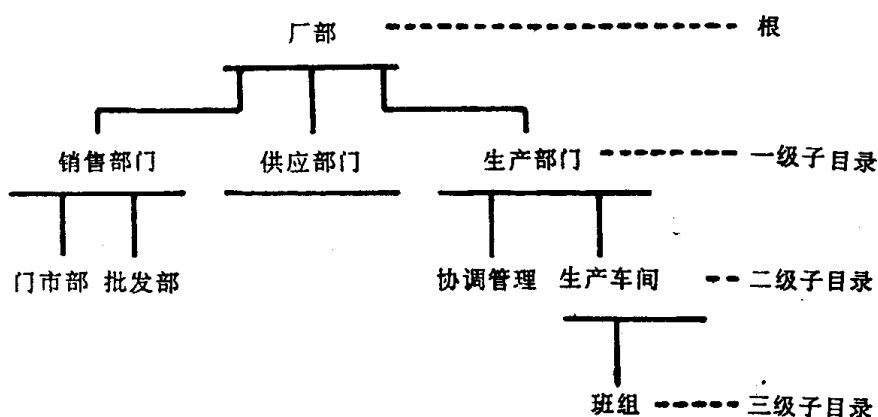 厂部 根
销售部门 供应部门 生产部门 一级子目录
门市部 批发部 协调管理 生产车间 二级子目录
班组 三级子目录